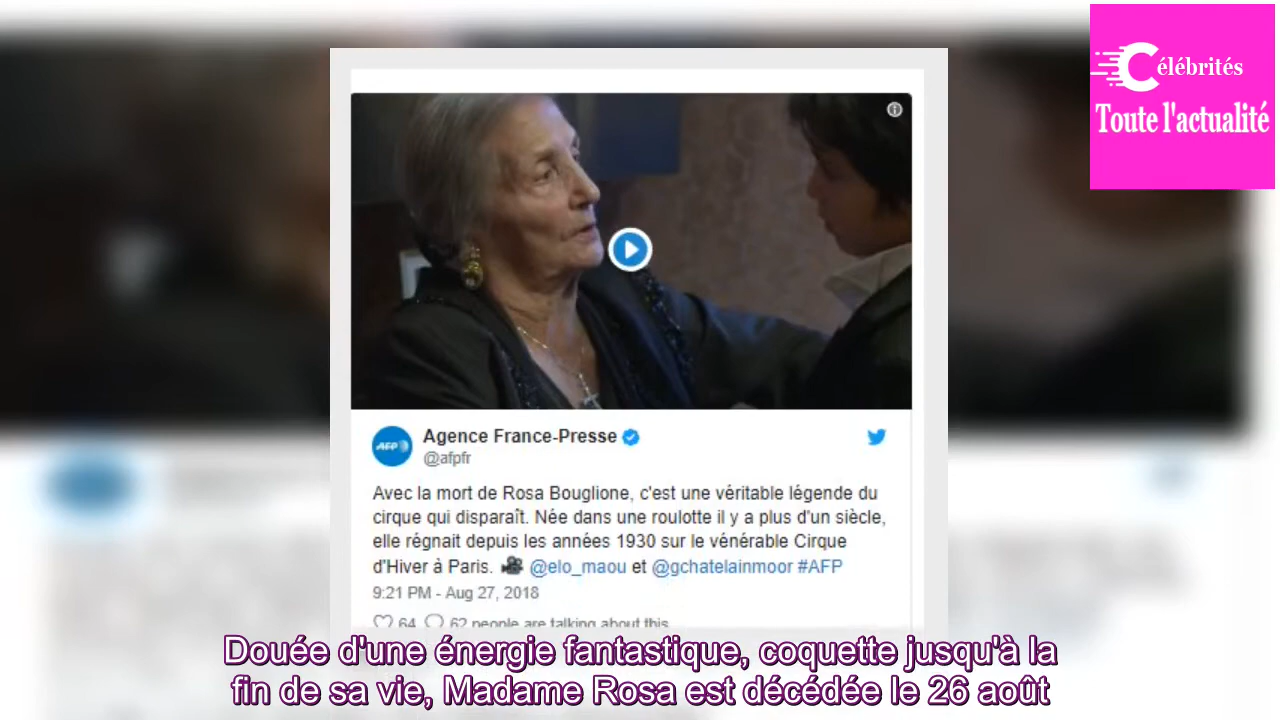 Célébrités
Toute l'actualité
Agence France-Presse
AFP
@afpfr
Avec la mort de Rosa Bouglione, c'est une véritable légende du
cirque qui disparaît. Née dans une roulotte il y a plus d'un siècle,
elle régnait depuis les années 1930 sur le vénérable Cirque
d'Hiver à Paris. 🎥 @elo_maou et @gchatelainmoor #AFP
9:21 PM - Aug 27, 2018
64 62 people are talking about this
Douée d'une énergie fantastique, coquette jusqu'à la
fin de sa vie, Madame Rosa est décédée le 26 août